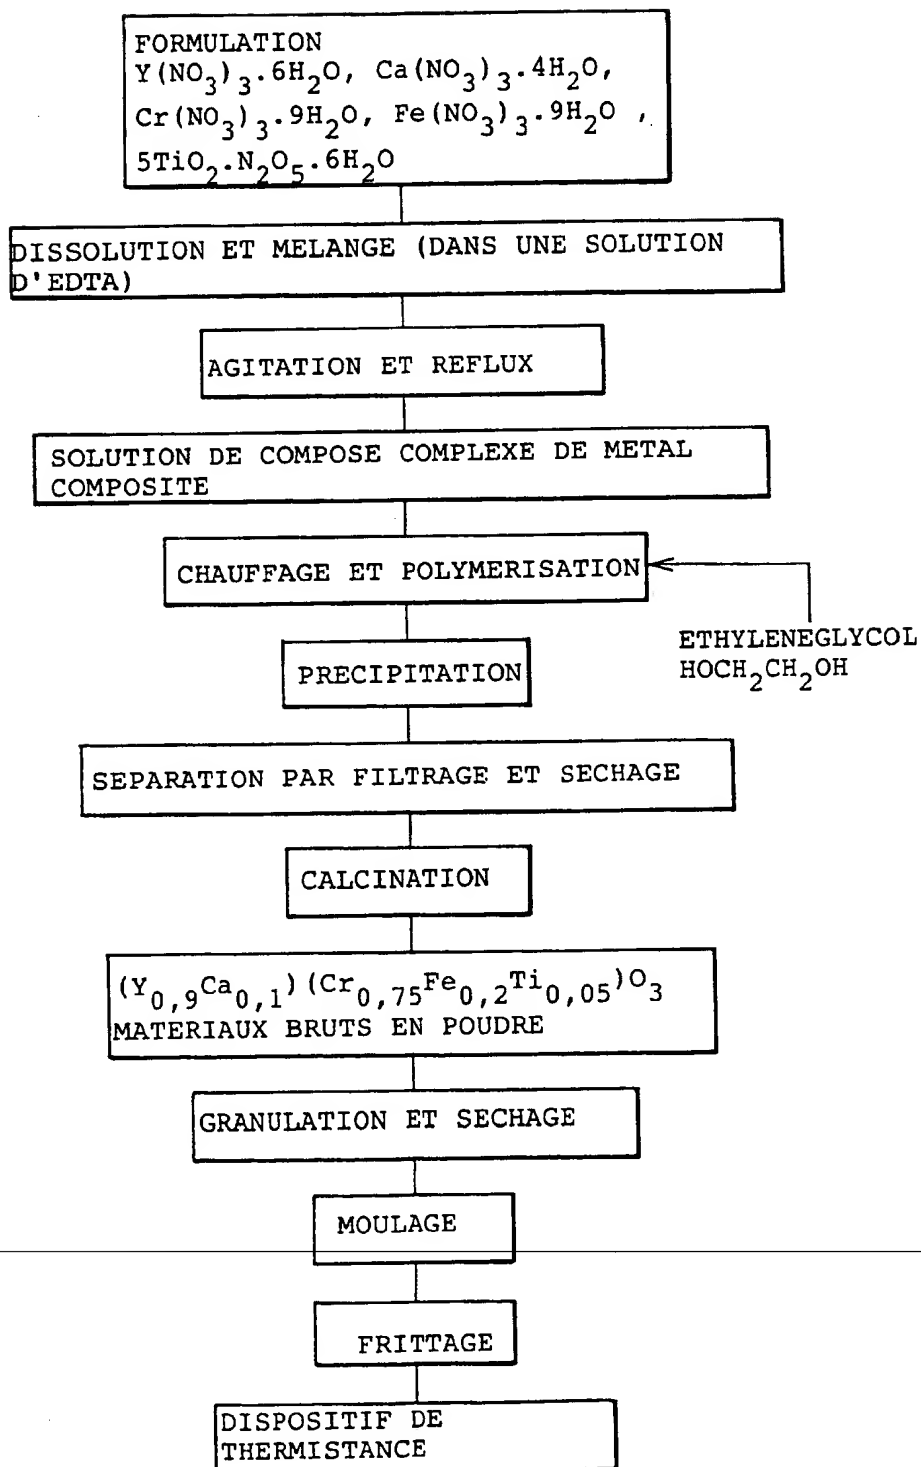 FORMULATION
Y(NO₃)₃.6H₂O, Ca(NO₃)₃.4H₂O,
Cr(NO₃)₃.9H₂O, Fe(NO₃)₃.9H₂O ,
5TiO₂.N₂O₅.6H₂O
DISSOLUTION ET MELANGE (DANS UNE SOLUTION
D'EDTA)
AGITATION ET REFLUX
SOLUTION DE COMPOSE COMPLEXE DE METAL
COMPOSITE
CHAUFFAGE ET POLYMERISATION
ETHYLENEGLYCOL
HOCH₂CH₂OH
PRECIPITATION
SEPARATION PAR FILTRAGE ET SECHAGE
CALCINATION
(Y₀,₉Ca₀,₁)(Cr₀,₇₅Fe₀,₂Ti₀,₀₅)O₃
MATERIAUX BRUTS EN POUDRE
GRANULATION ET SECHAGE
MOULAGE
FRITTAGE
DISPOSITIF DE
THERMISTANCE